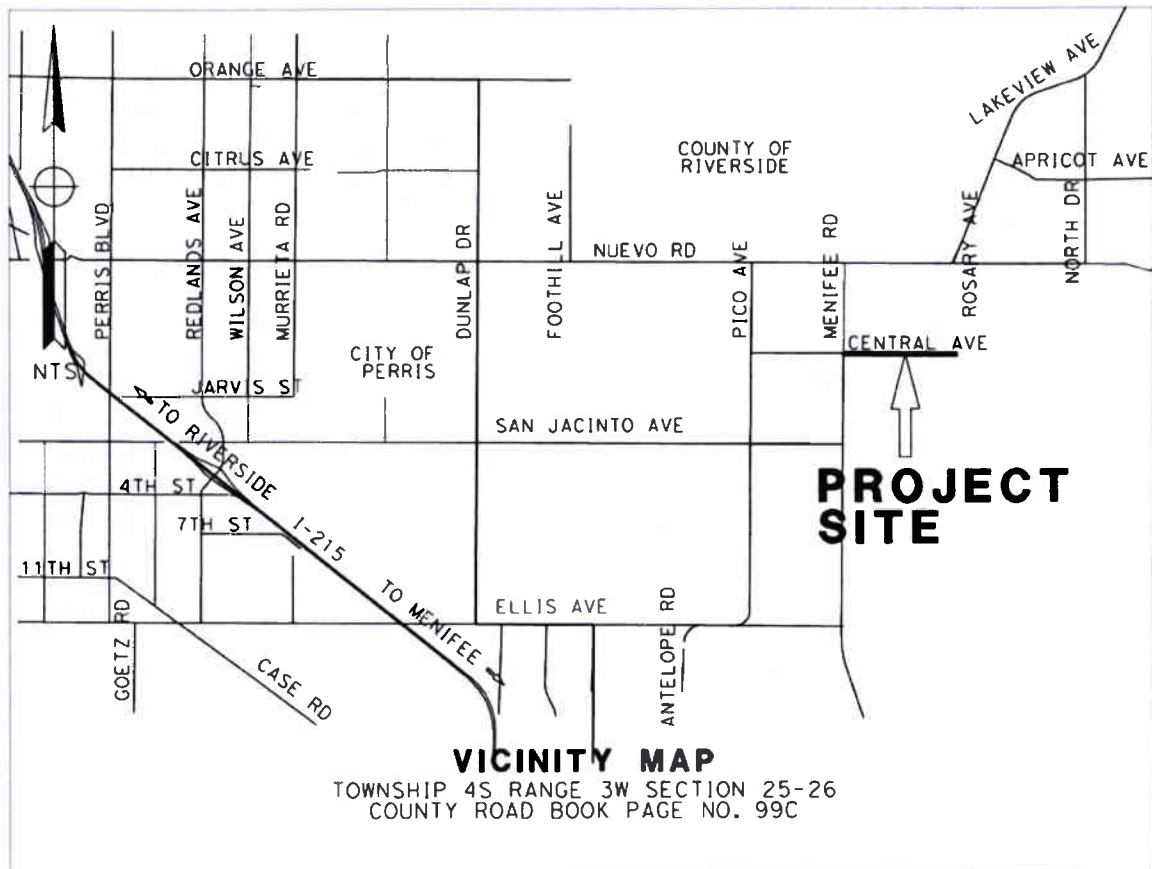 ORANGE AVE
LAKEVIEW AVE
CITRUS AVE
COUNTY OF
RIVERSIDE
APRICOT AVE
PERRIS BLVD
REDLANDS AVE
WILSON AVE
MURRIETA RD
DUNLAP DR
FOOTHILL AVE
NUEVO RD
PICO AVE
MENIFEE RD
ROSARY AVE
NORTH DR
CENTRAL AVE
CITY OF
PERRIS
NTS
JARVIS ST
TO RIVERSIDE
SAN JACINTO AVE
PROJECT
SITE
4TH ST
7TH ST
I-215
11TH ST
TO MENIFEE
ELLIS AVE
GOETZ RD
CASE RD
ANTELOPE RD
VICINITY MAP
TOWNSHIP 4S RANGE 3W SECTION 25-26
COUNTY ROAD BOOK PAGE NO. 99C